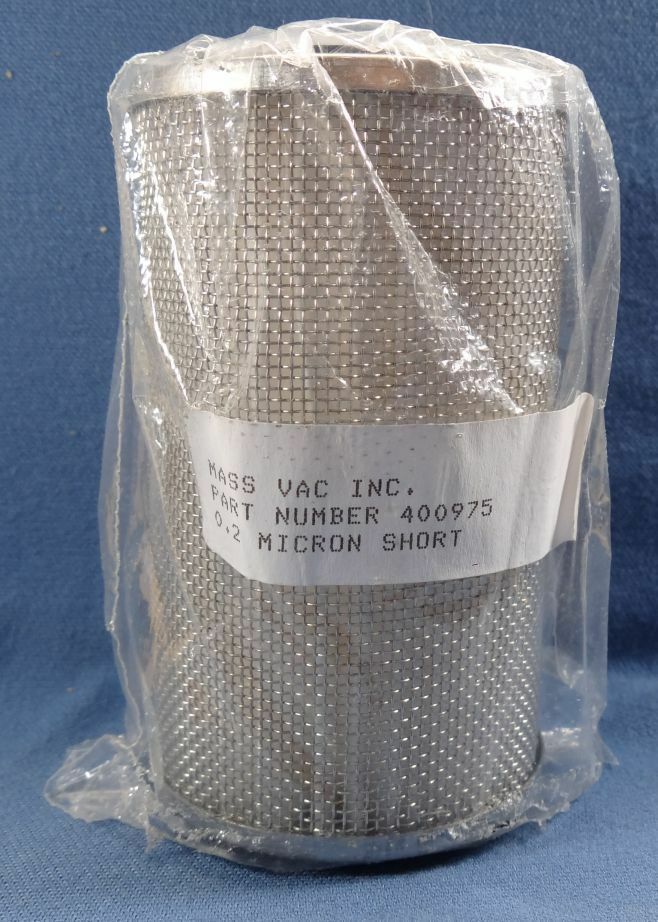 MASS VAC INC.
PART NUMBER 400975
0.2 MICRON SHORT